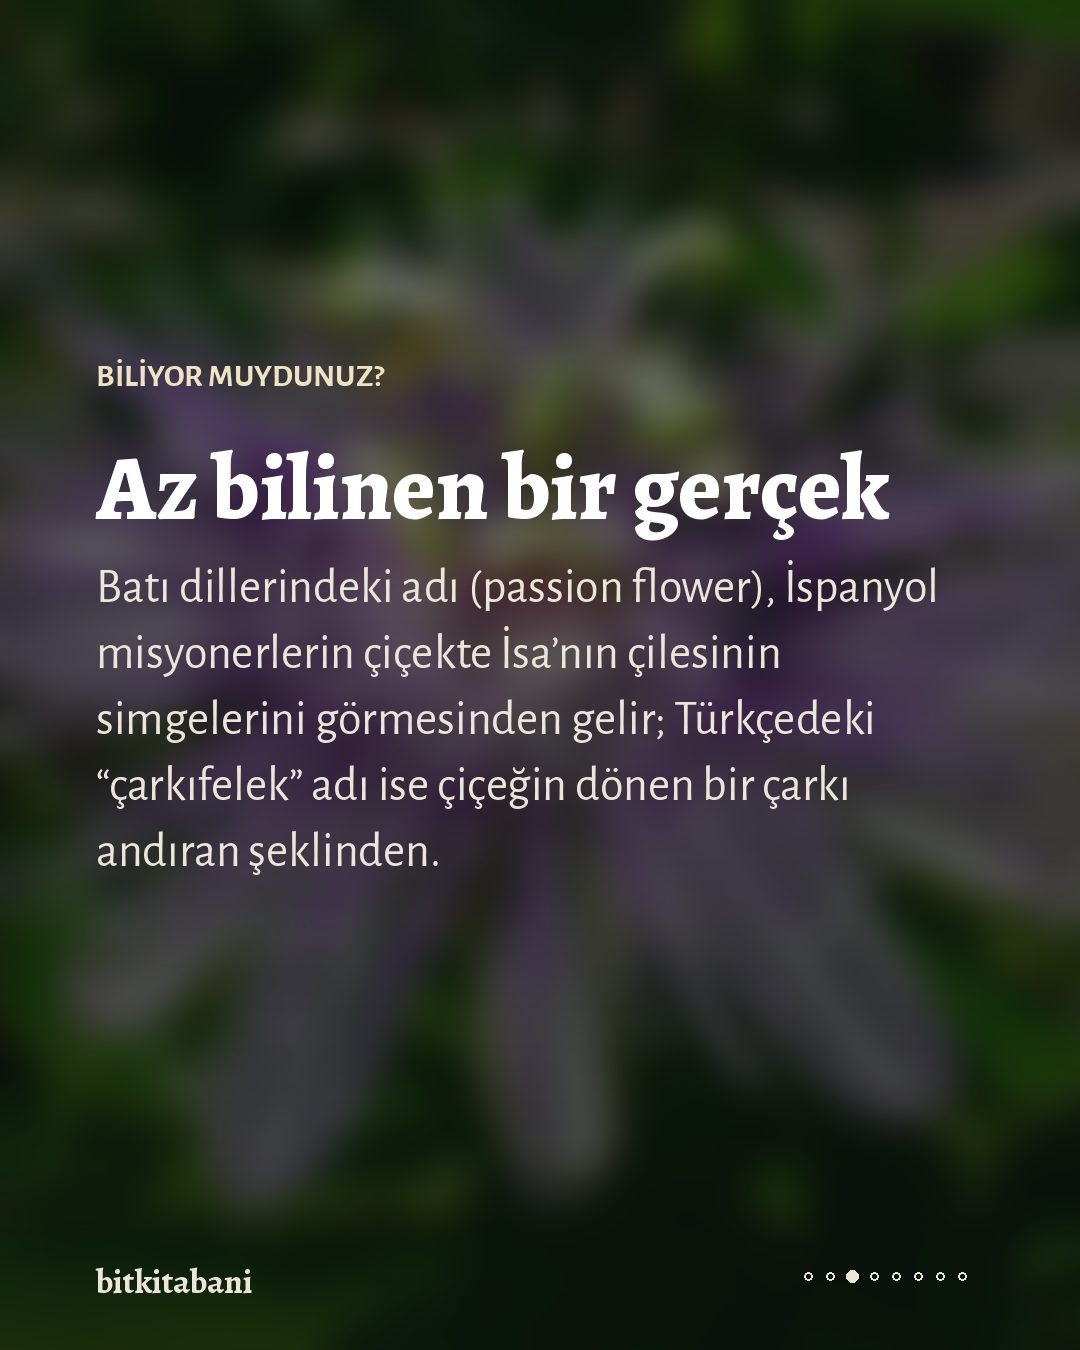 BİLİYOR MUYDUNUZ?
Az bilinen bir gerçek
Batı dillerindeki adı (passion flower), İspanyol
misyonerlerin çiçekte İsa’nın çilesinin
simgelerini görmesinden gelir; Türkçedeki
“çarkıfelek” adı ise çiçeğin dönen bir çarkı
andıran şeklinden.
bitkitabani